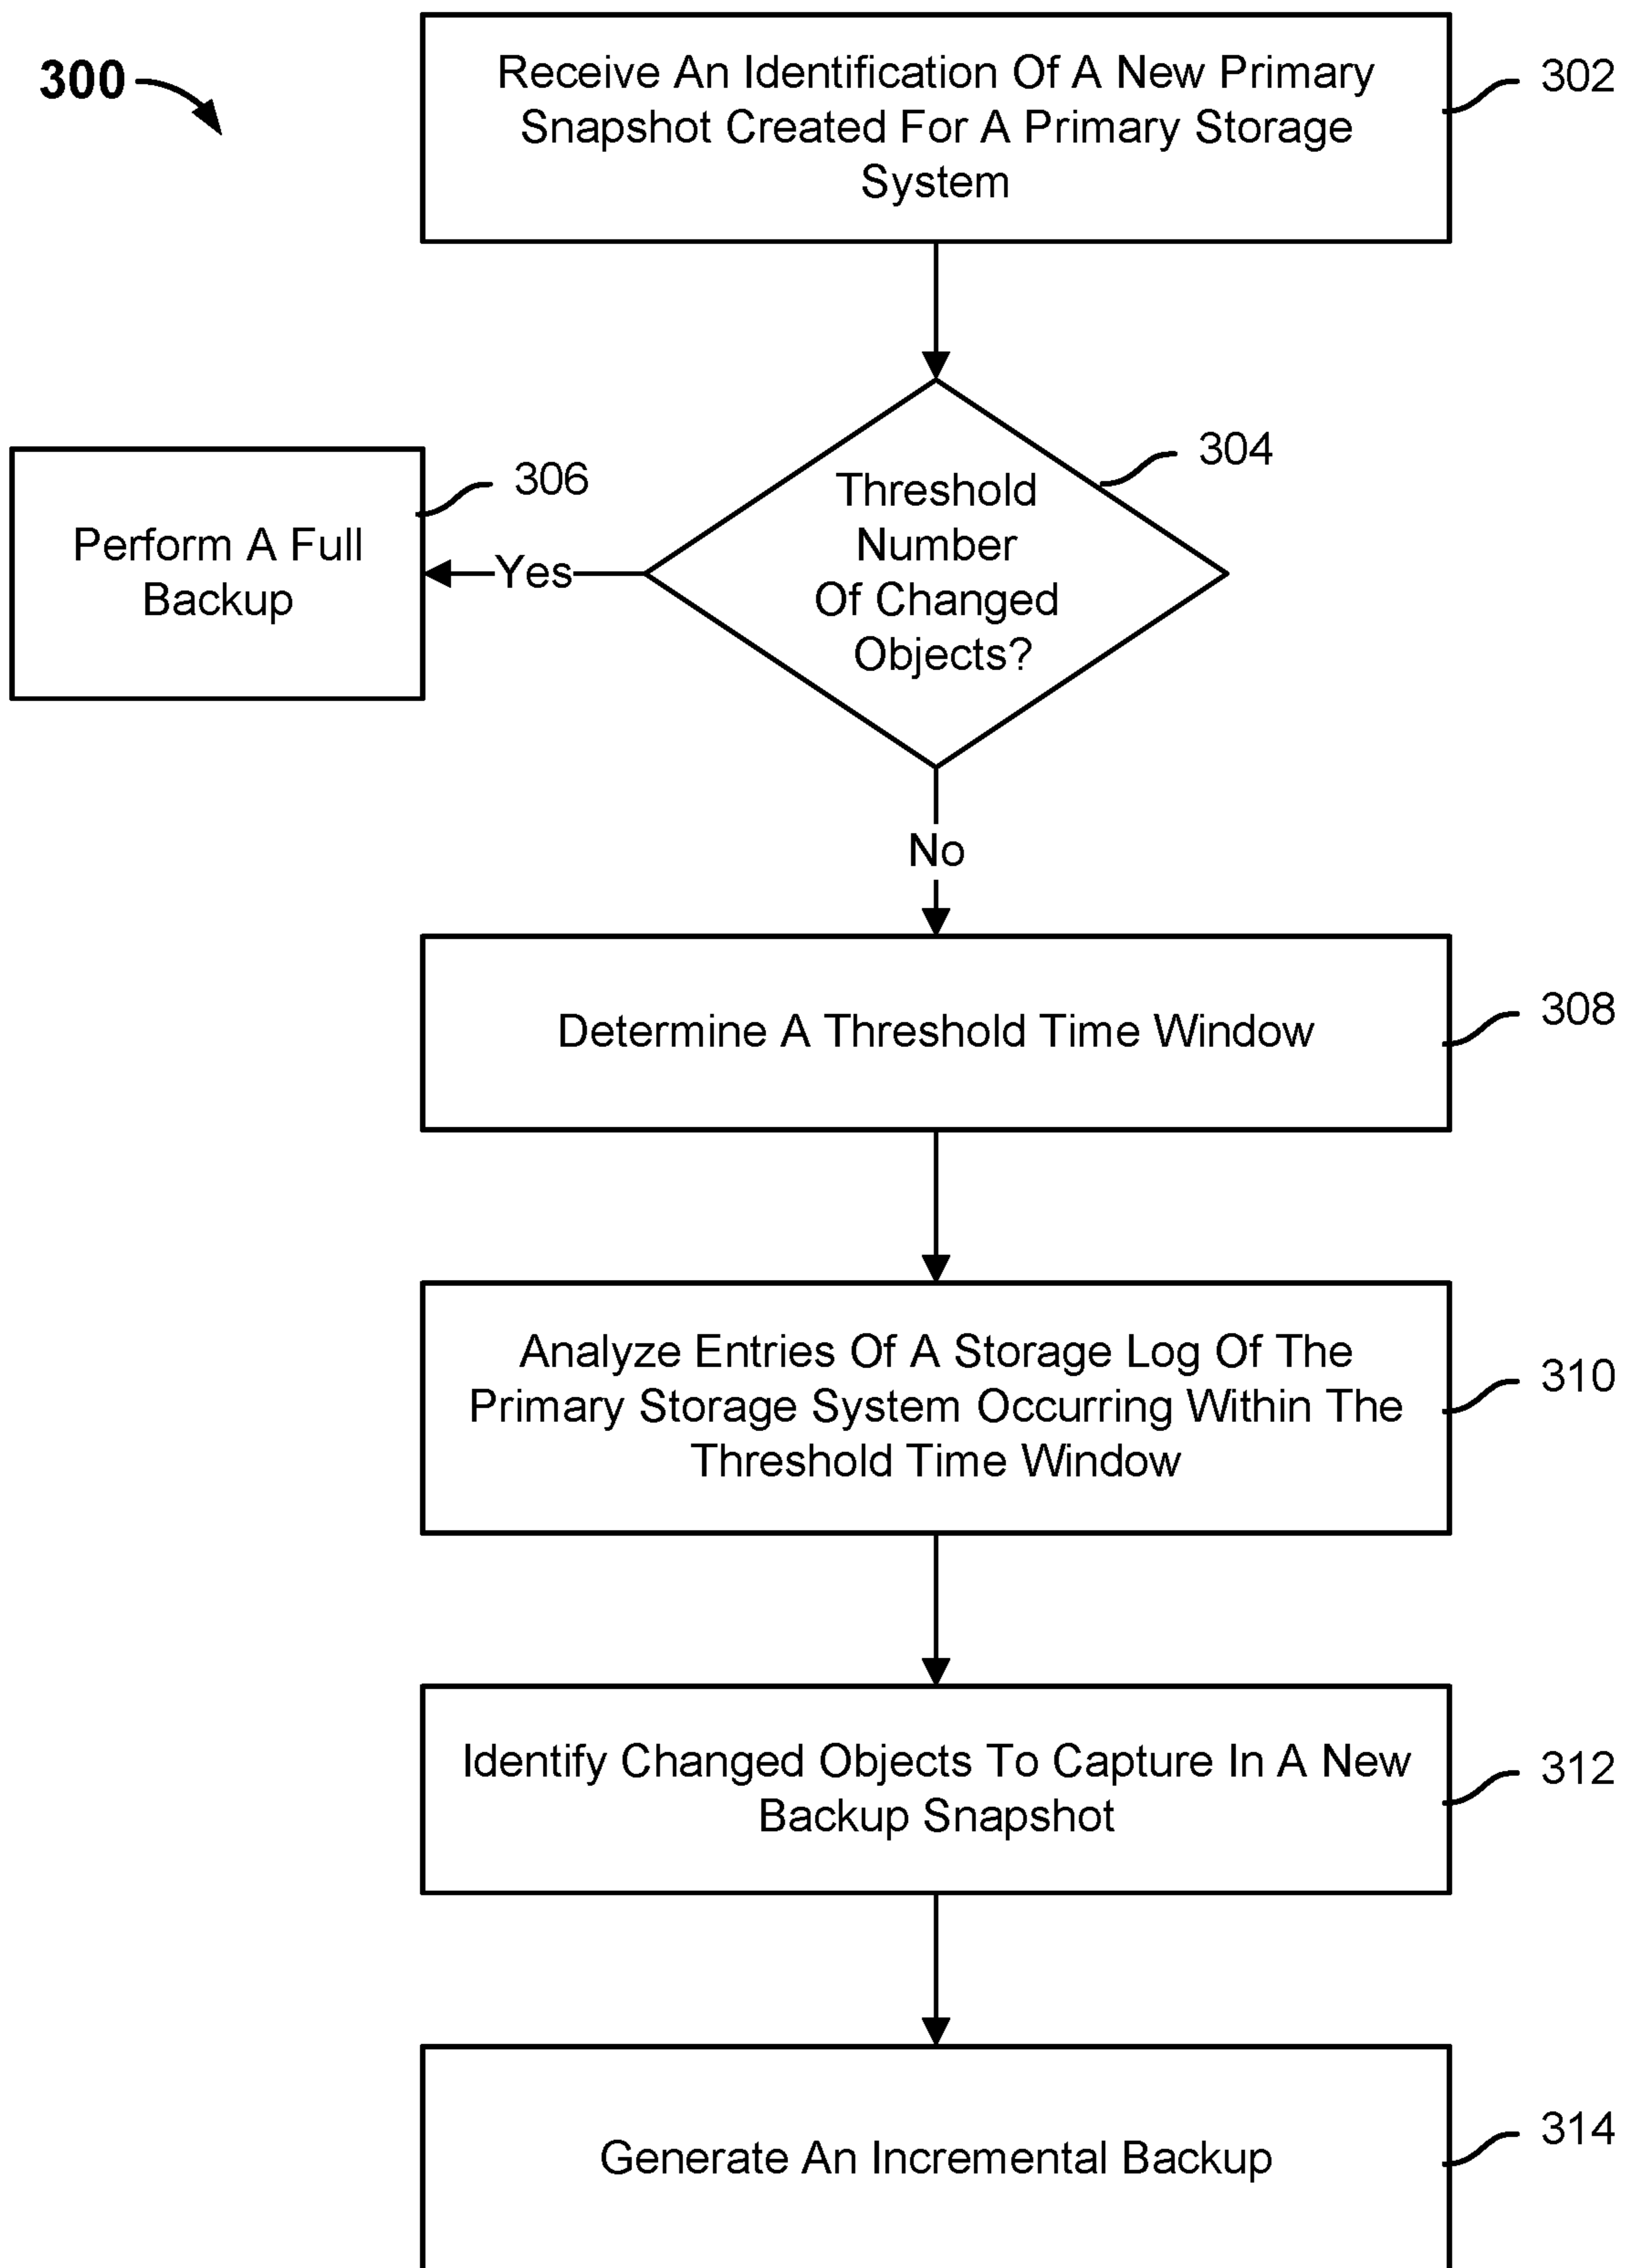 300
Receive An Identification Of A New Primary
Snapshot Created For A Primary Storage
System
302
304
Threshold
Number
Of Changed
Objects?
306
Perform A Full
Backup
Yes
No
Determine A Threshold Time Window
308
Analyze Entries Of A Storage Log Of The
Primary Storage System Occurring Within The
Threshold Time Window
310
Identify Changed Objects To Capture In A New
Backup Snapshot
312
Generate An Incremental Backup
314